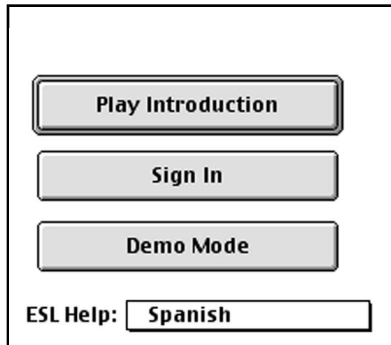 Play Introduction
Sign In
Demo Mode
ESL Help: Spanish